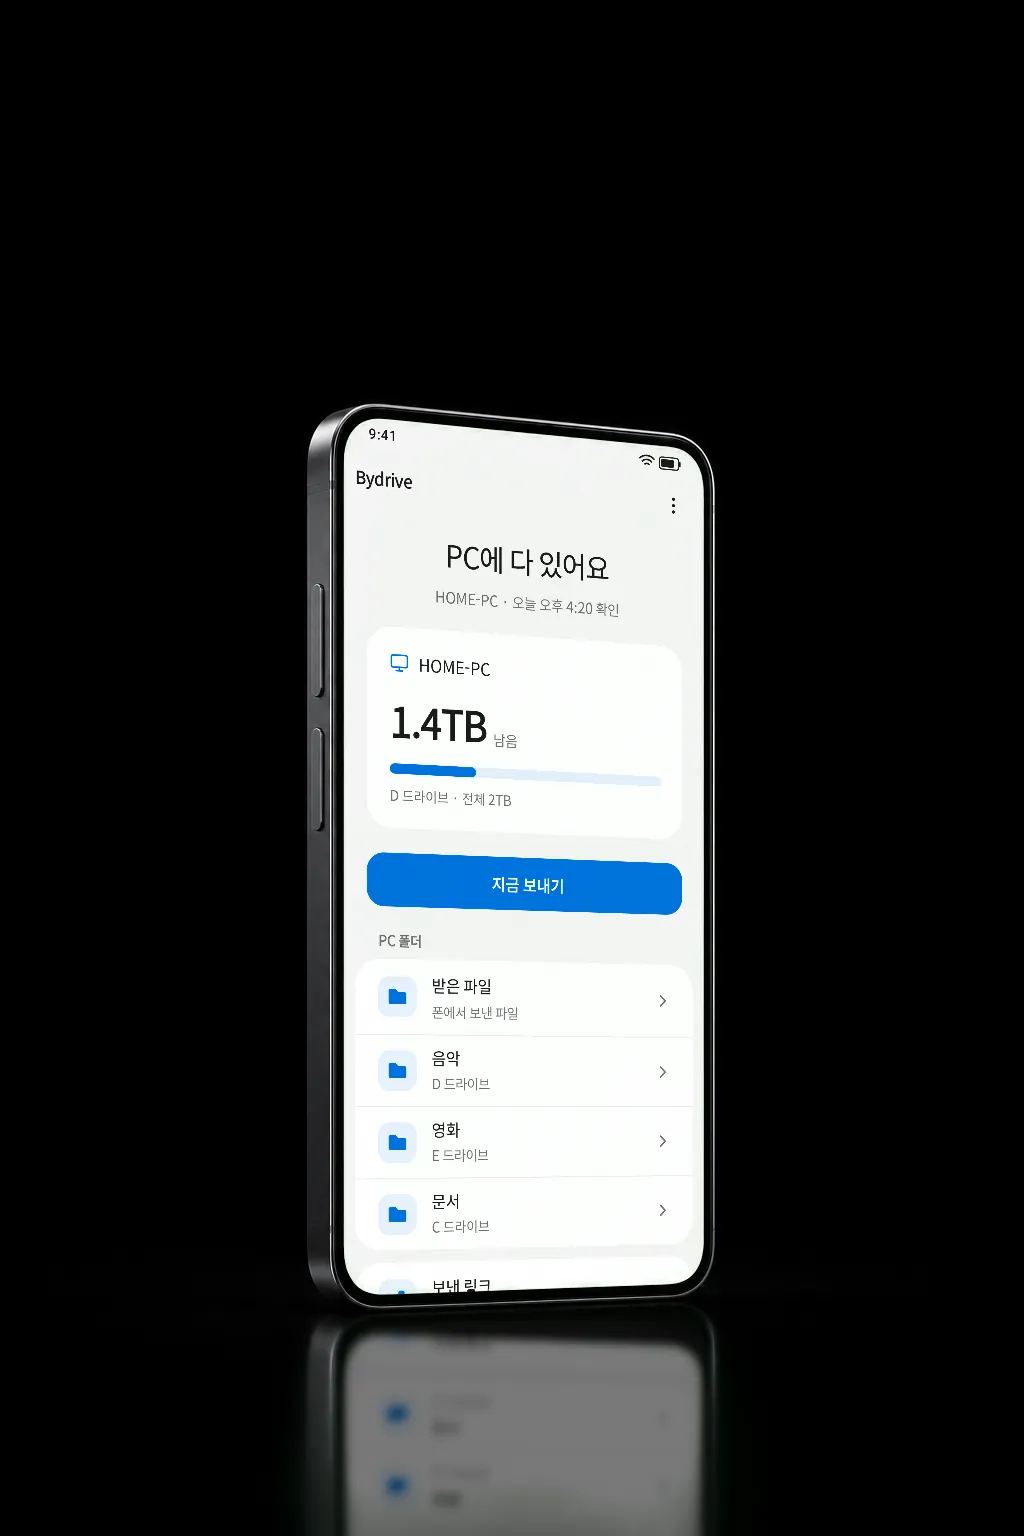 9:41
Bydrive
PC에 다 있어요
HOME-PC · 오늘 오후 4:20 확인
HOME-PC
1.4TB 남음
D 드라이브 · 전체 2TB
지금 보내기
PC 폴더
받은 파일
폰에서 보낸 파일
음악
D 드라이브
영화
E 드라이브
문서
C 드라이브
보낸 링크